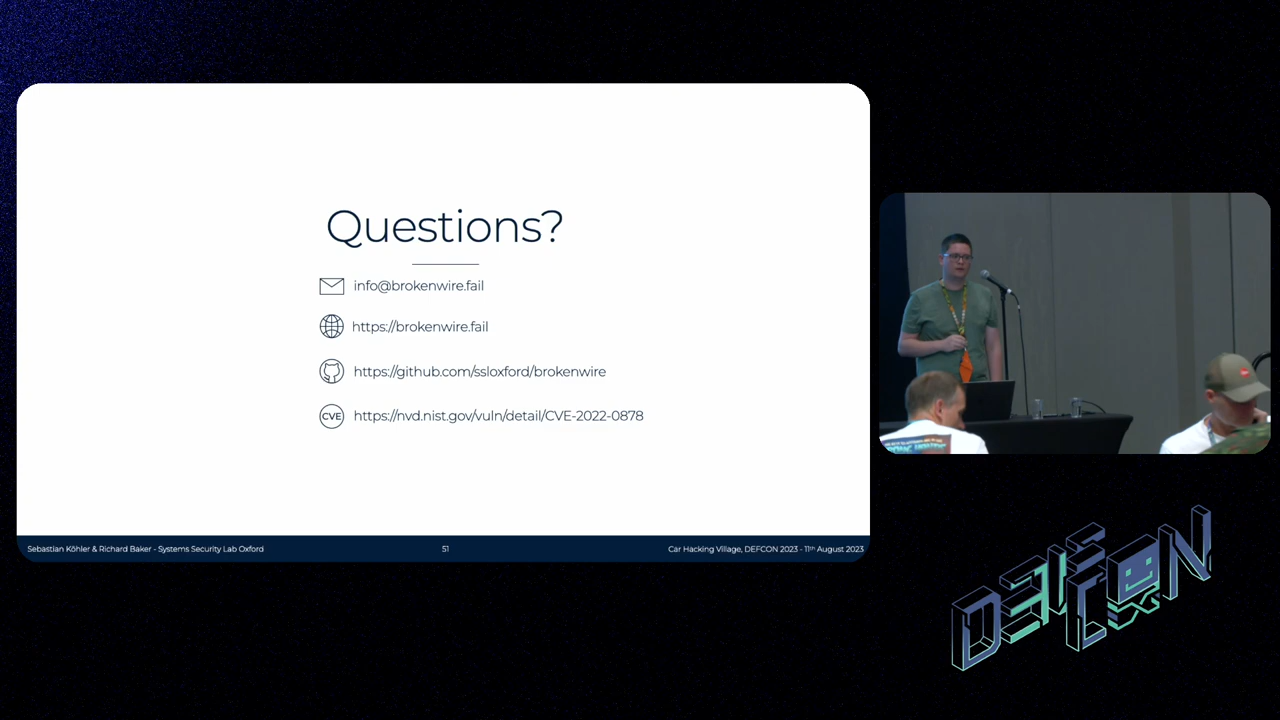 Questions?
info@brokenwire.fail
https://brokenwire.fail
https://github.com/ssloxford/brokenwire
CVE
https://nvd.nist.gov/vuln/detail/CVE-2022-0878
Sebastian Köhler & Richard Baker - Systems Security Lab Oxford
51
Car Hacking Village, DEFCON 2023 - 11th August 2023
DEFCON